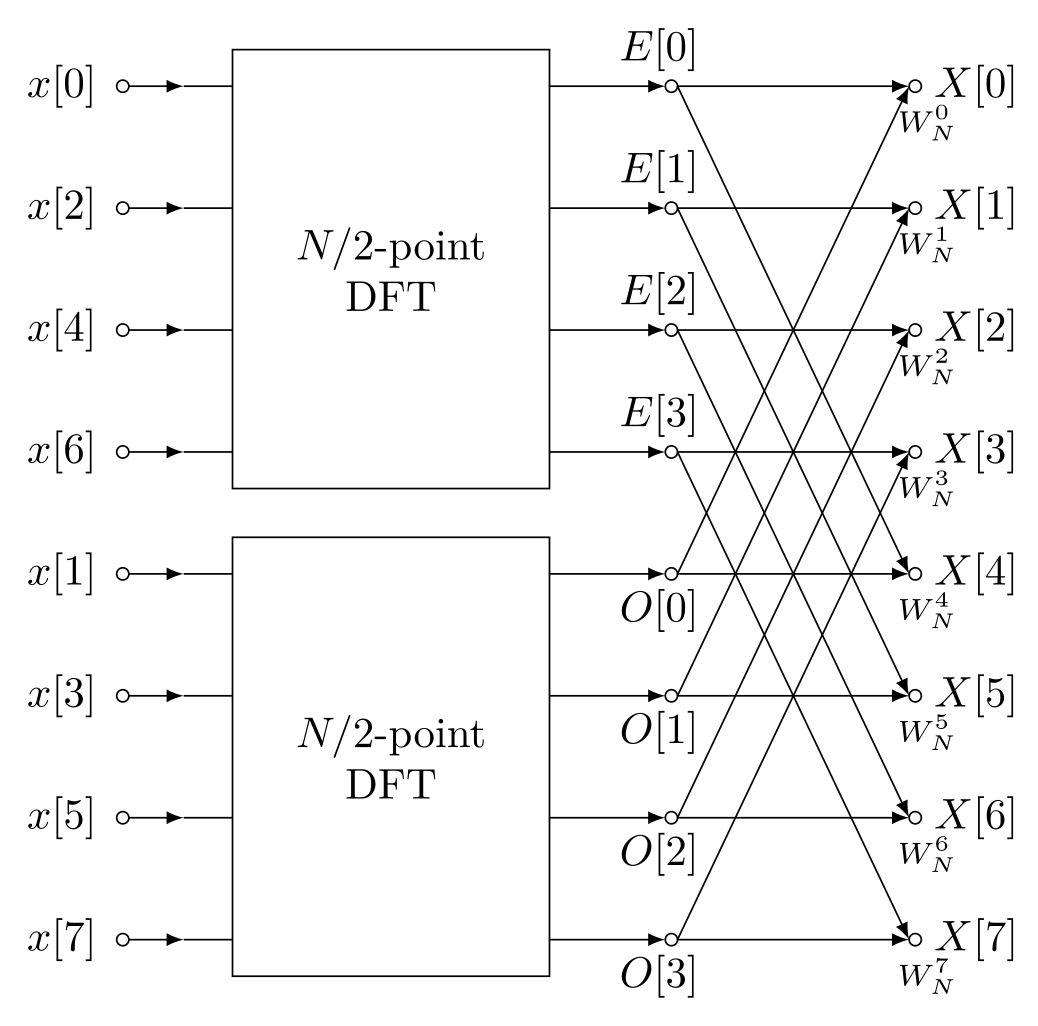 E[0]
x[0] X[0]
W_N^0
E[1]
x[2] X[1]
W_N^1
N/2-point
DFT
E[2]
x[4] X[2]
W_N^2
E[3]
x[6] X[3]
W_N^3
x[1] X[4]
O[0] W_N^4
x[3] X[5]
O[1] W_N^5
N/2-point
DFT
x[5] X[6]
O[2] W_N^6
x[7] X[7]
O[3] W_N^7